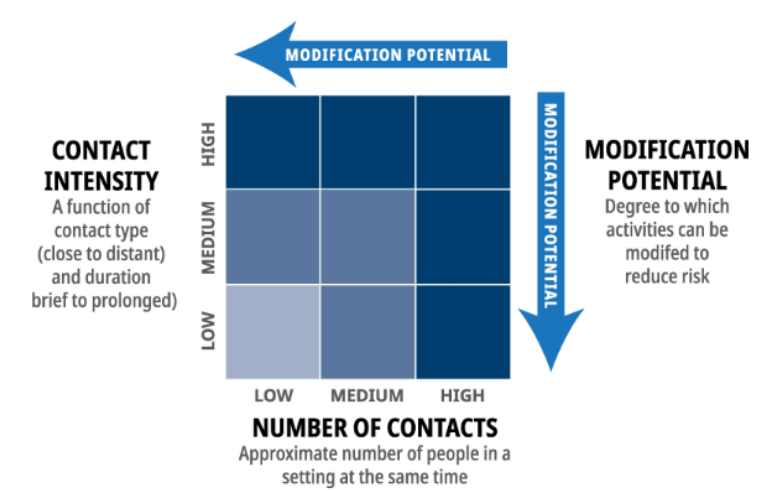 MODIFICATION POTENTIAL
CONTACT
INTENSITY
A function of
contact type
(close to distant)
and duration
brief to prolonged)
HIGH
MEDIUM
LOW
MODIFICATION POTENTIAL
MODIFICATION
POTENTIAL
Degree to which
activities can be
modifed to
reduce risk
LOW MEDIUM HIGH
NUMBER OF CONTACTS
Approximate number of people in a
setting at the same time